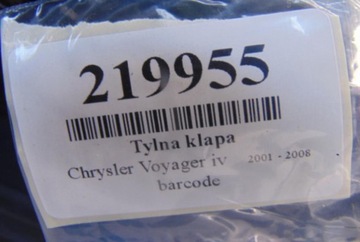 219955
Tylna klapa
Chrysler Voyager iv 2001 - 2008
barcode